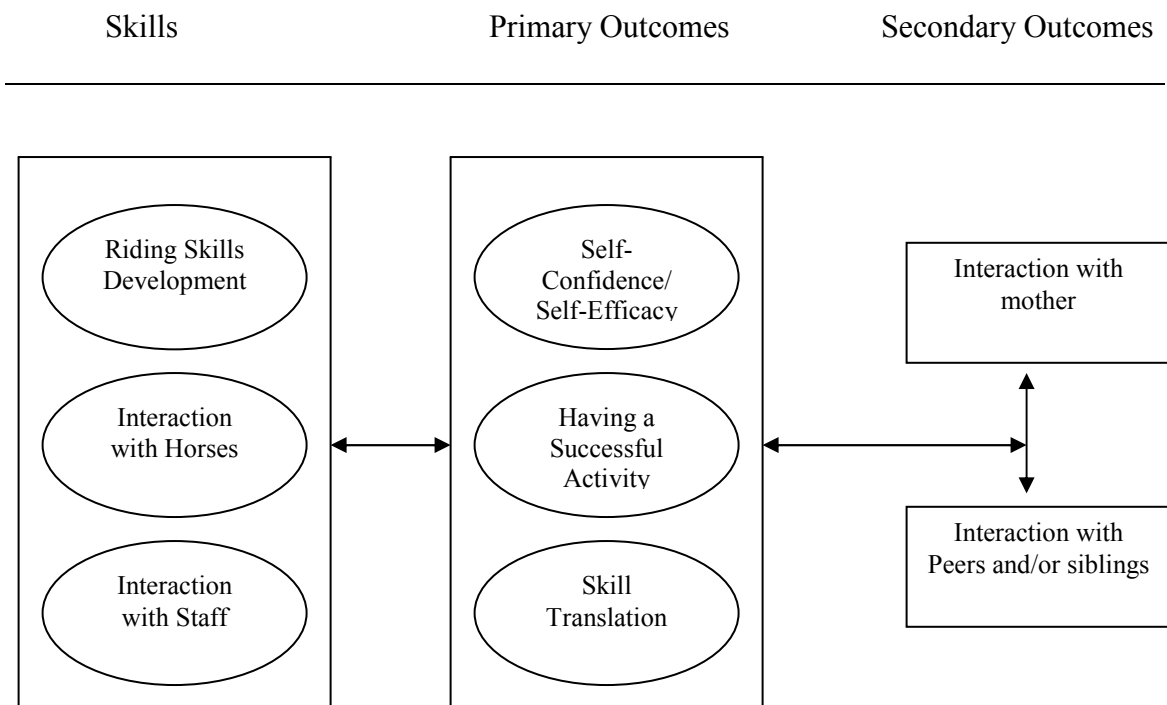 Skills
Primary Outcomes
Secondary Outcomes
Riding Skills
Development
Interaction
with Horses
Interaction
with Staff
Self-
Confidence/
Self-Efficacy
Having a
Successful
Activity
Skill
Translation
Interaction with
mother
Interaction with
Peers and/or siblings